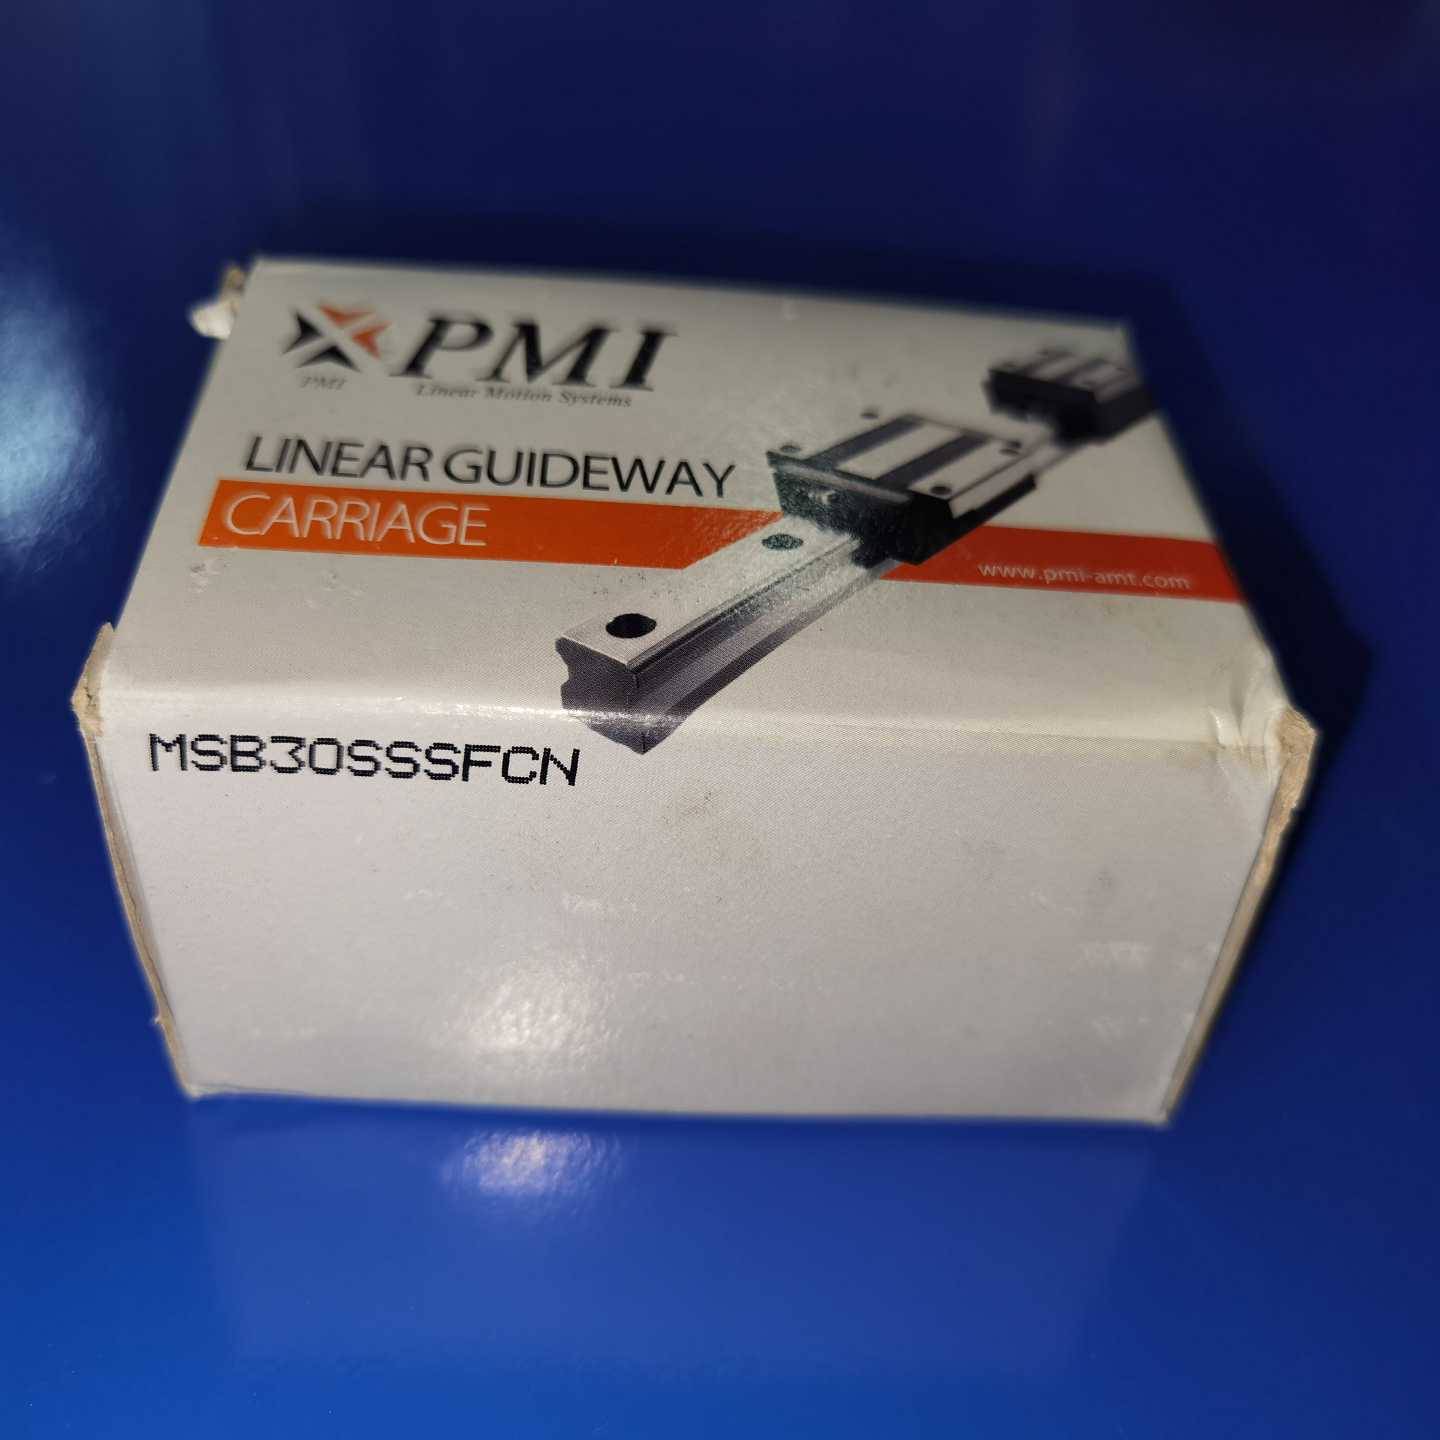 PMI
PMI
Linear Motion Systems
LINEAR GUIDEWAY
CARRIAGE
www.pmi-amt.com
MSB30SSSFCN